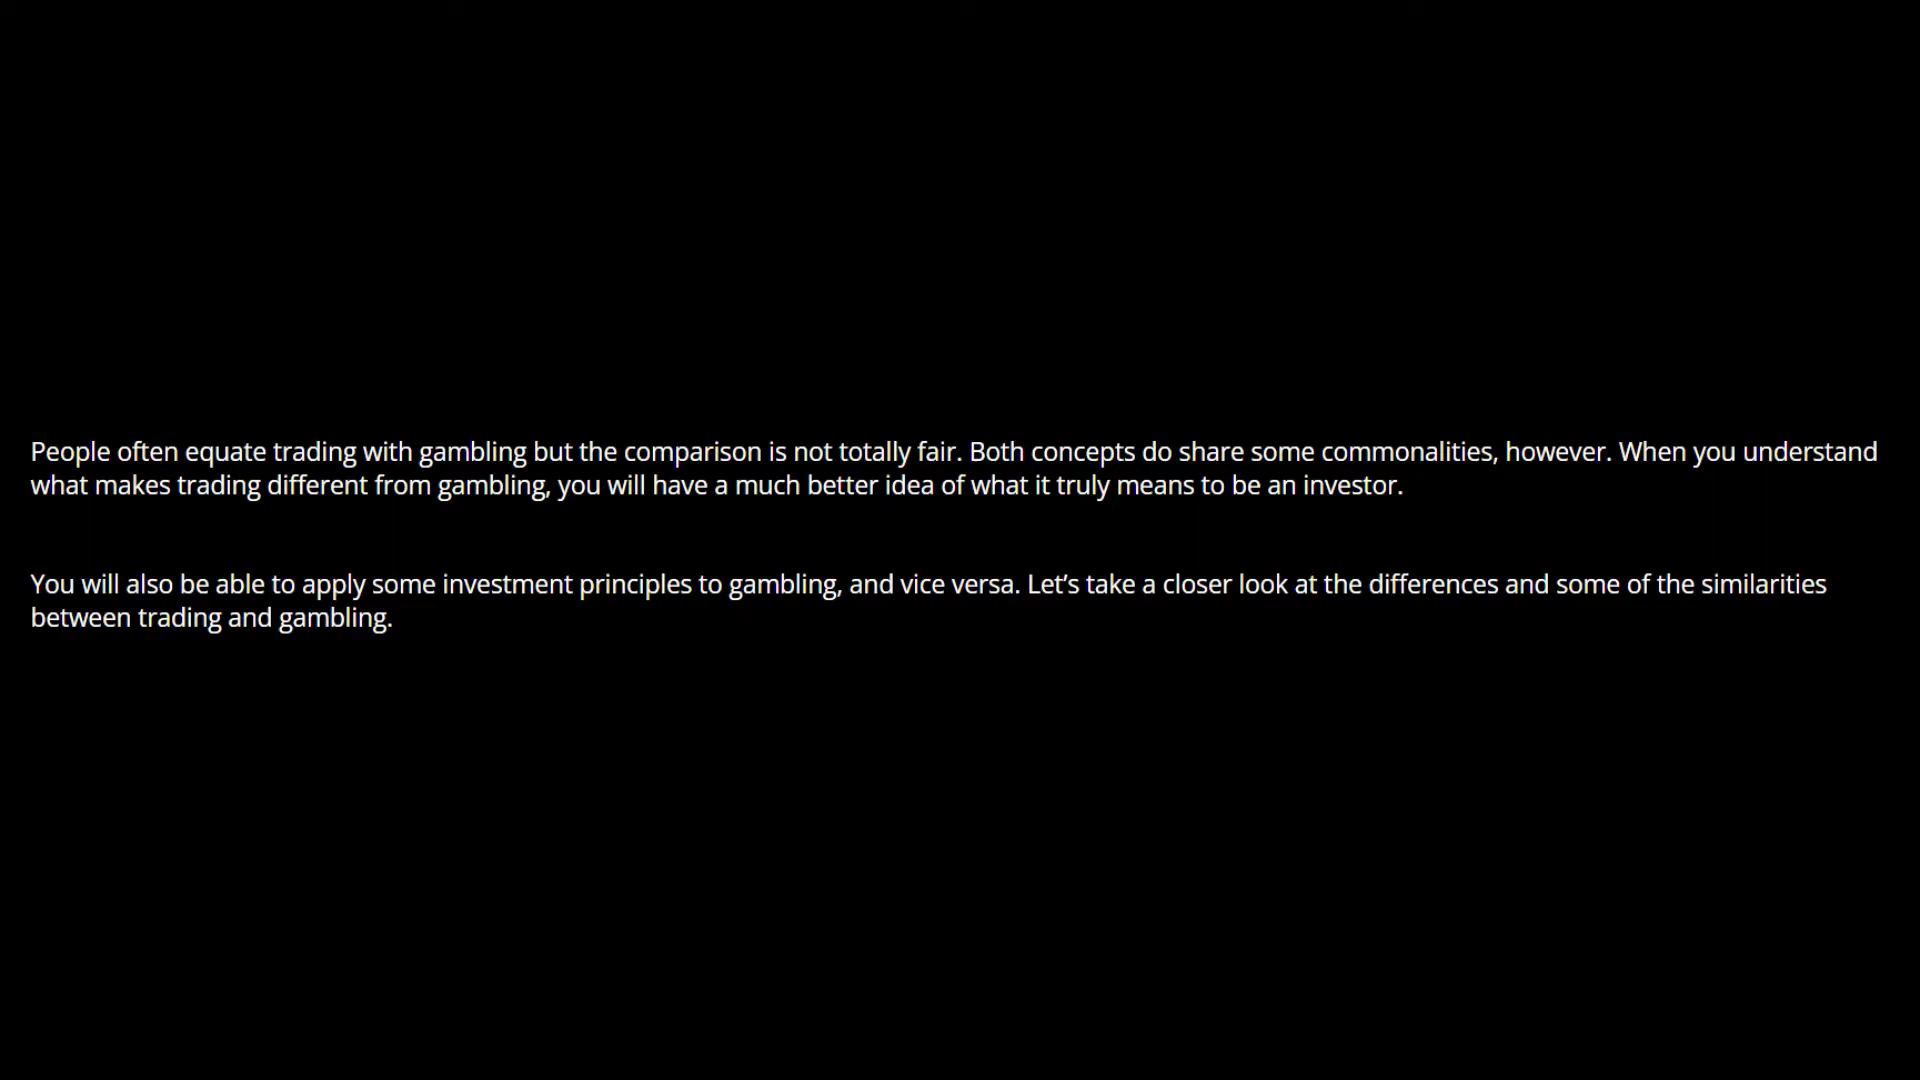 People often equate trading with gambling but the comparison is not totally fair. Both concepts do share some commonalities, however. When you understand
what makes trading different from gambling, you will have a much better idea of what it truly means to be an investor.
You will also be able to apply some investment principles to gambling, and vice versa. Let’s take a closer look at the differences and some of the similarities
between trading and gambling.